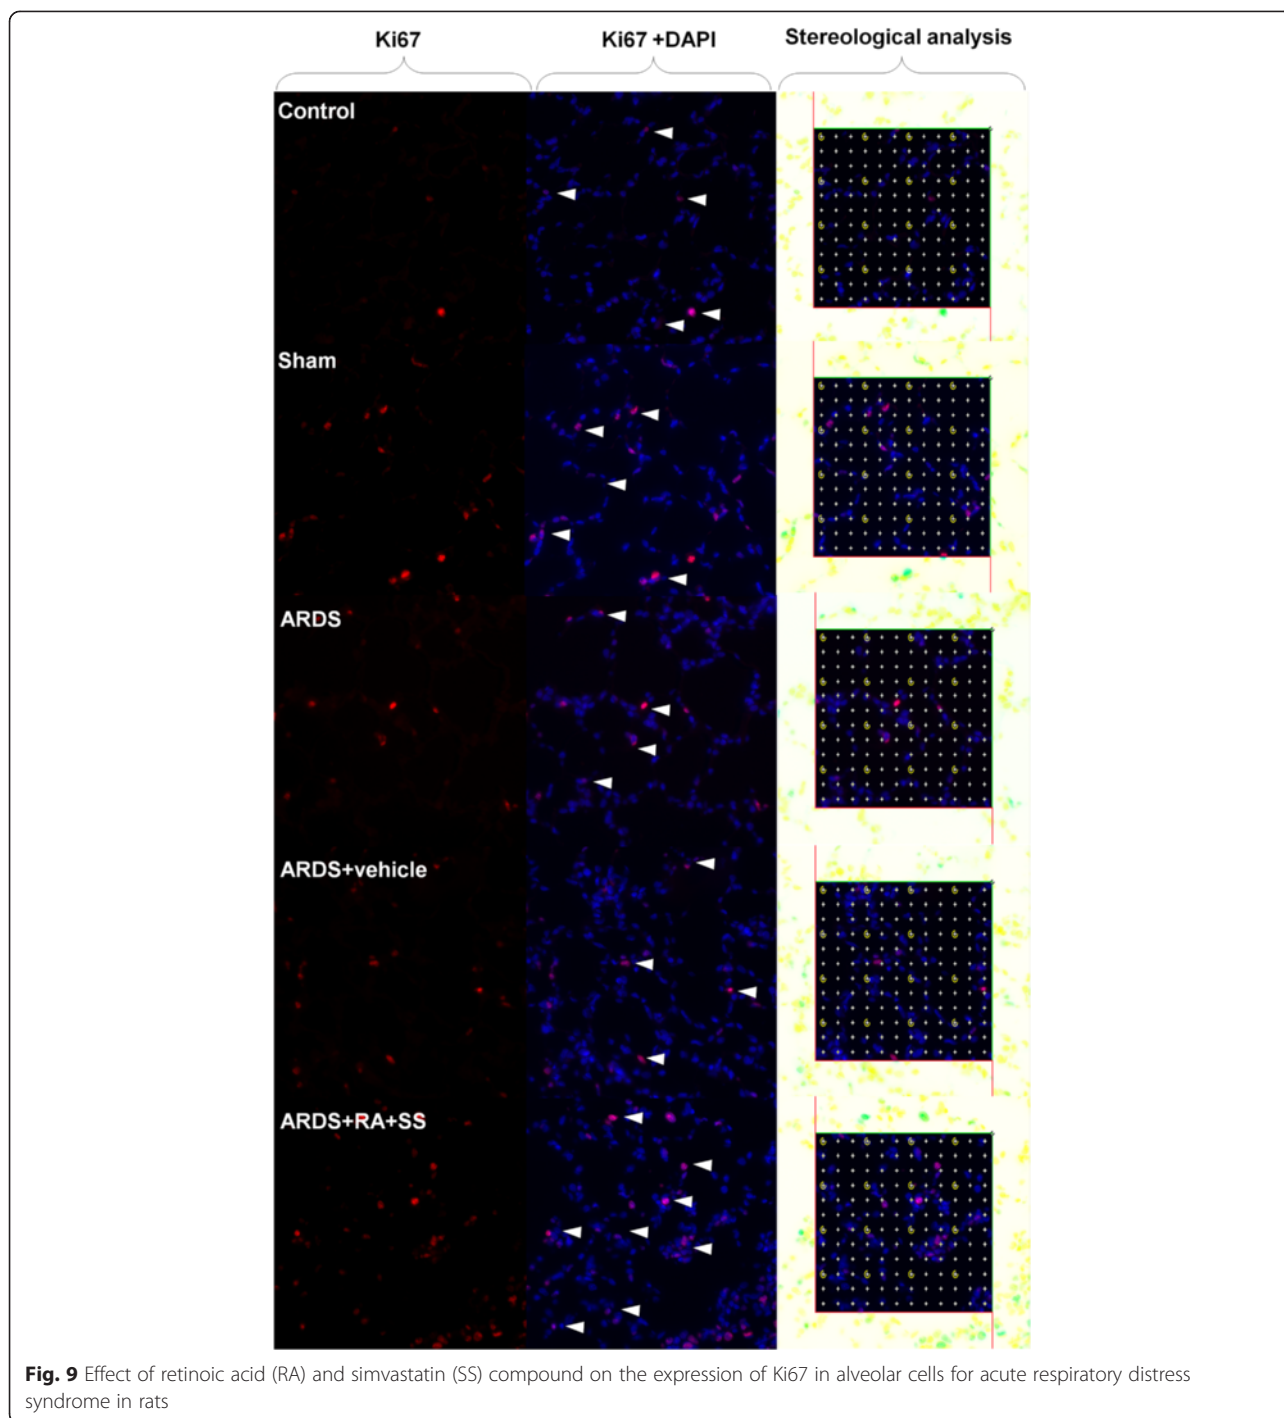 Ki67
Ki67 +DAPI
Stereological analysis
Control
Sham
ARDS
ARDS+vehicle
ARDS+RA+SS
Fig. 9 Effect of retinoic acid (RA) and simvastatin (SS) compound on the expression of Ki67 in alveolar cells for acute respiratory distress
syndrome in rats